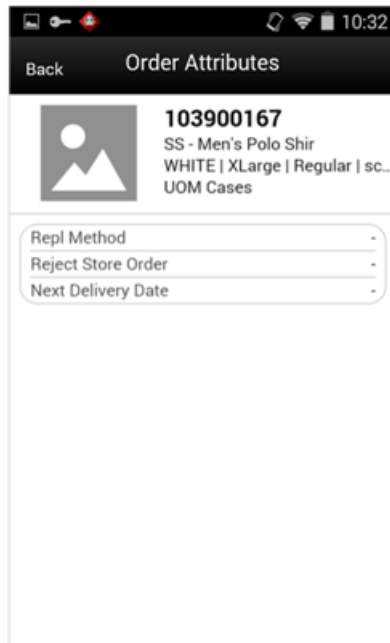 10:32
Back
Order Attributes
103900167
SS - Men's Polo Shir
WHITE | XLarge | Regular | sc..
UOM Cases
Repl Method -
Reject Store Order -
Next Delivery Date -